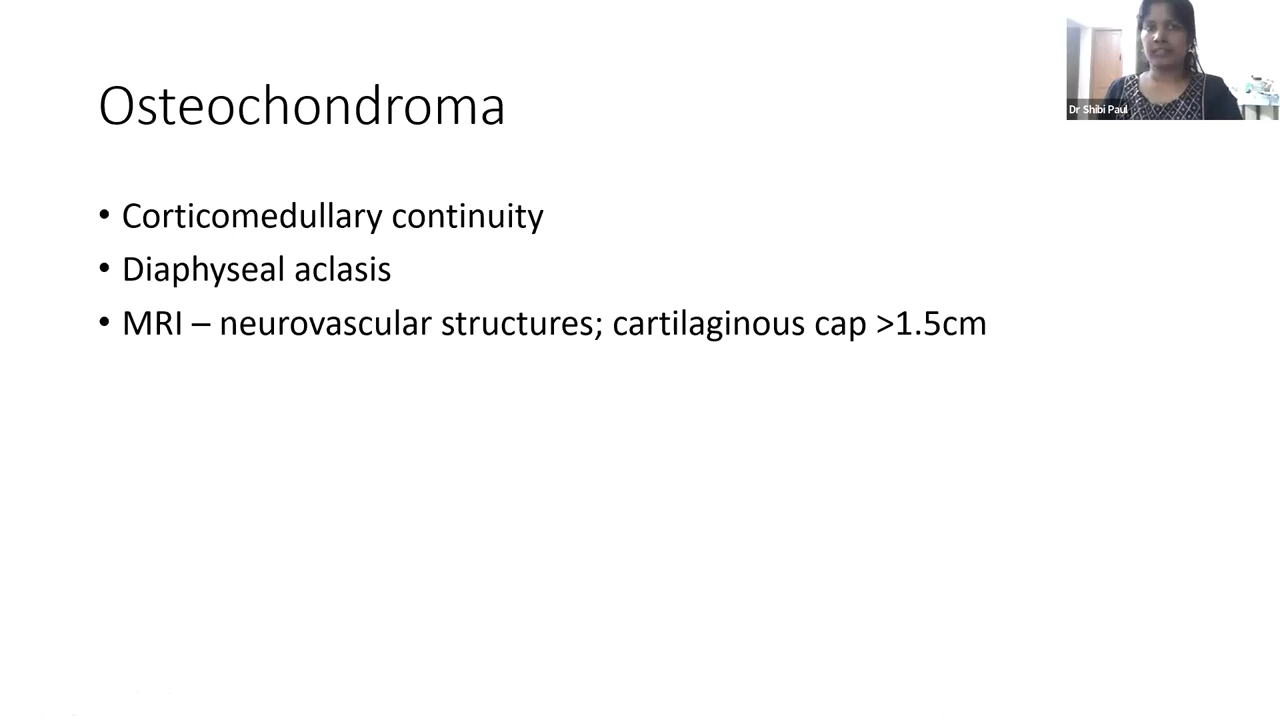 Osteochondroma
Dr Shibi Paul
• Corticomedullary continuity
• Diaphyseal aclasis
• MRI – neurovascular structures; cartilaginous cap >1.5cm